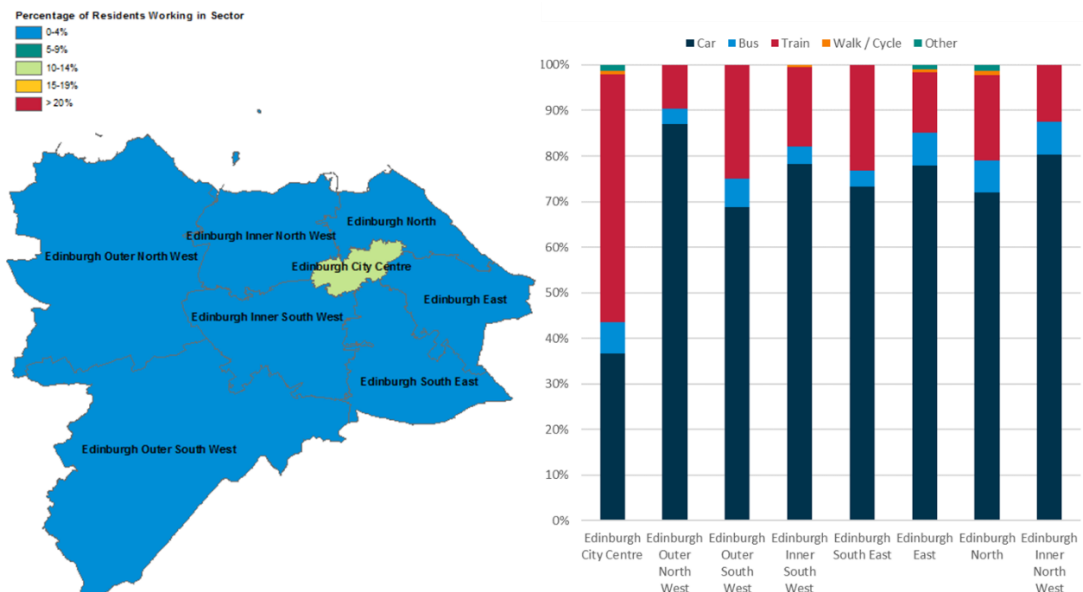 Percentage of Residents Working in Sector
0-4%
5-9%
10-14%
15-19%
> 20%
Edinburgh North
Edinburgh Inner North West
Edinburgh Outer North West
Edinburgh City Centre
Edinburgh East
Edinburgh Inner South West
Edinburgh South East
Edinburgh Outer South West
Car Bus Train Walk / Cycle Other
100%
90%
80%
70%
60%
50%
40%
30%
20%
10%
0%
Edinburgh
City Centre
Edinburgh
Outer
North
West
Edinburgh
Outer
South
West
Edinburgh
Inner
South
West
Edinburgh
South East
Edinburgh
East
Edinburgh
North
Edinburgh
Inner
North
West